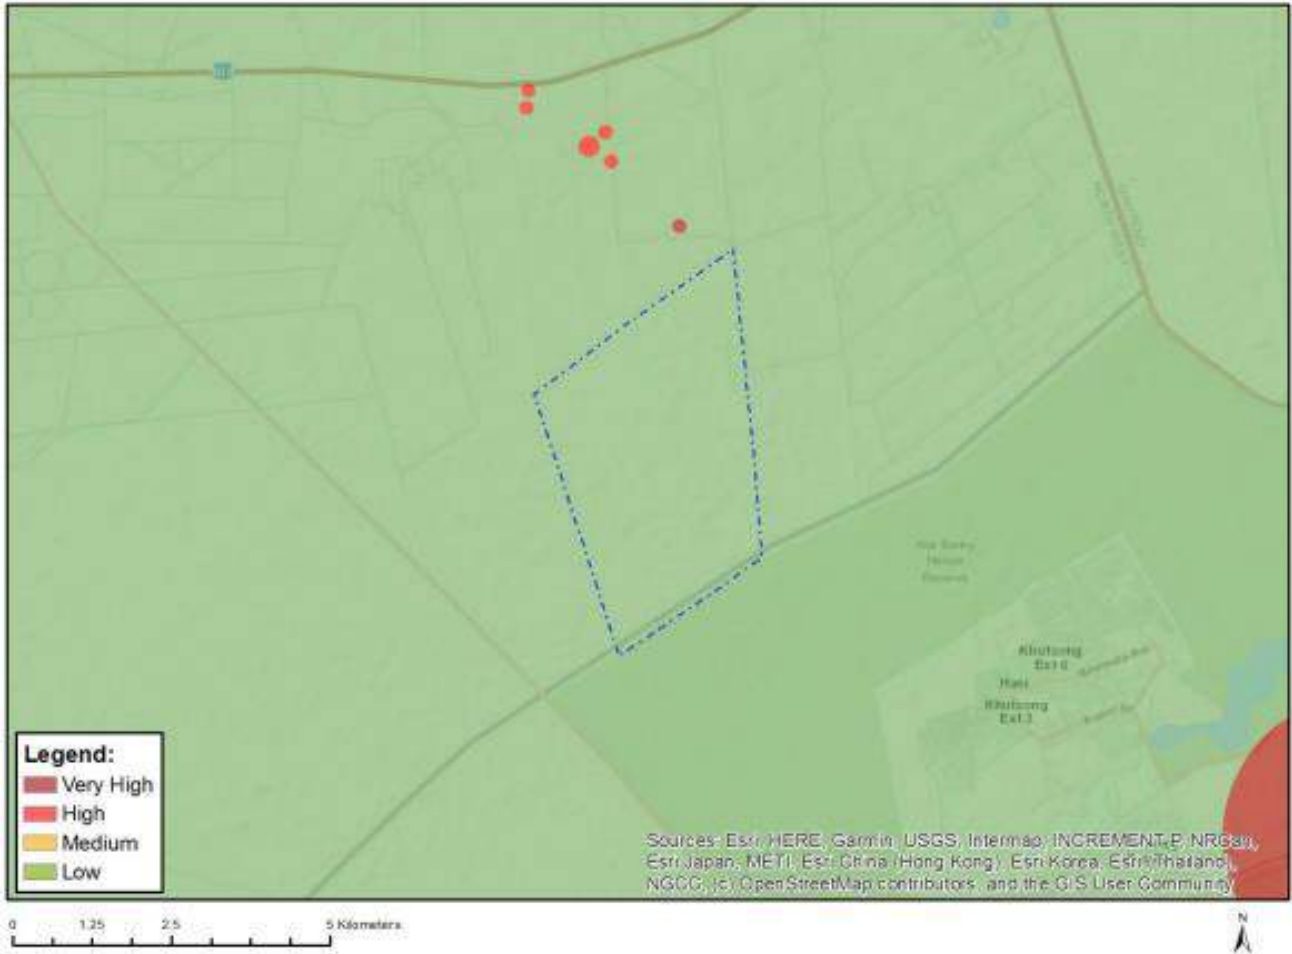 Khutsong
Ext 6
Hani
Khutsong
Ext 3
Legend:
Very High
High
Medium
Low
Sources: Esri, HERE, Garmin, USGS, Intermap, INCREMENT P, NRCan,
Esri Japan, METI, Esri China (Hong Kong), Esri Korea, Esri (Thailand),
NGCC, (c) OpenStreetMap contributors, and the GIS User Community
0 1.25 2.5 5 Kilometers
N